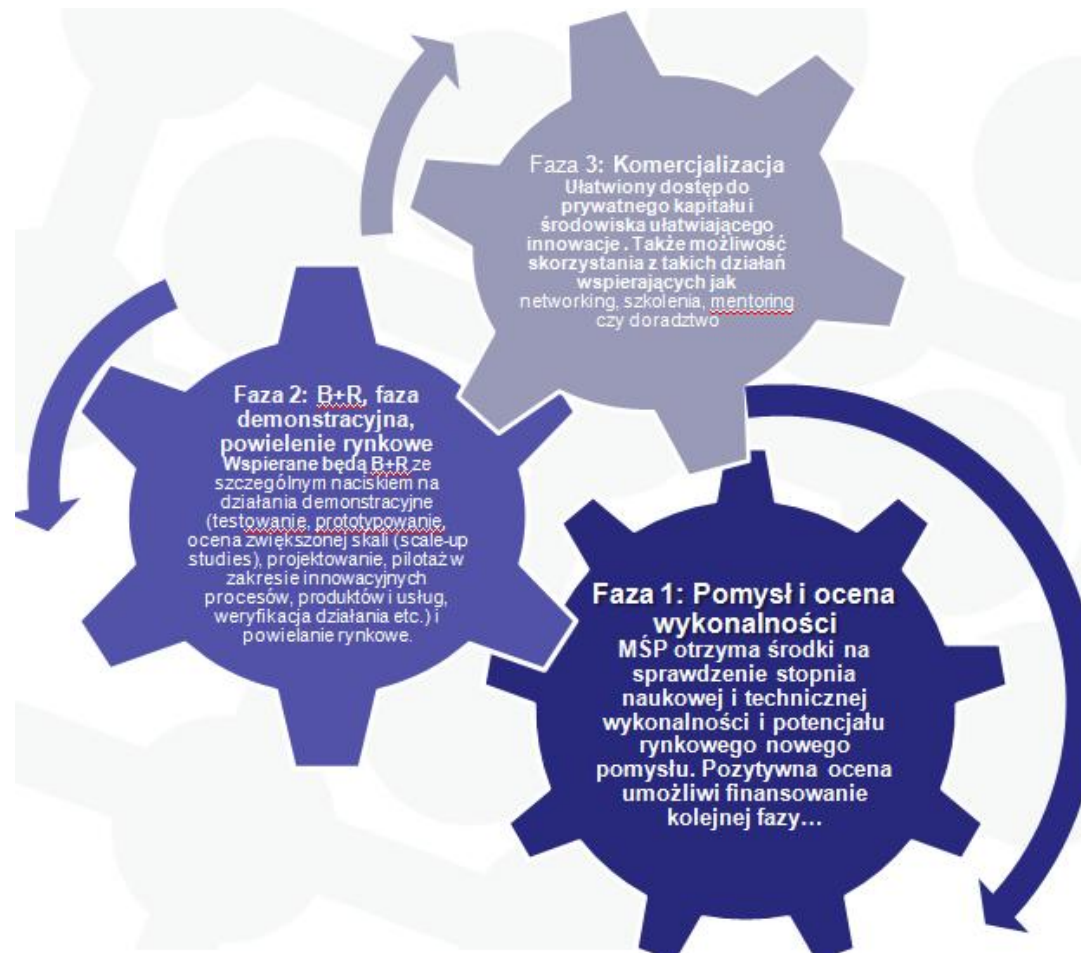 Faza 3: Komercjalizacja
Ułatwiony dostęp do
prywatnego kapitału i
środowiska ułatwiającego
innowacje . Także możliwość
skorzystania z takich działań
wspierających jak
networking, szkolenia, mentoring
czy doradztwo
Faza 2: B+R, faza
demonstracyjna,
powielenie rynkowe
Wspierane będą B+R ze
szczególnym naciskiem na
działania demonstracyjne
(testowanie, prototypowanie,
ocena zwiększonej skali (scale-up
studies), projektowanie, pilotaż w
zakresie innowacyjnych
procesów, produktów i usług,
weryfikacja działania etc.) i
powielanie rynkowe.
Faza 1: Pomysł i ocena
wykonalności
MŚP otrzyma środki na
sprawdzenie stopnia
naukowej i technicznej
wykonalności i potencjału
rynkowego nowego
pomysłu. Pozytywna ocena
umożliwi finansowanie
kolejnej fazy…